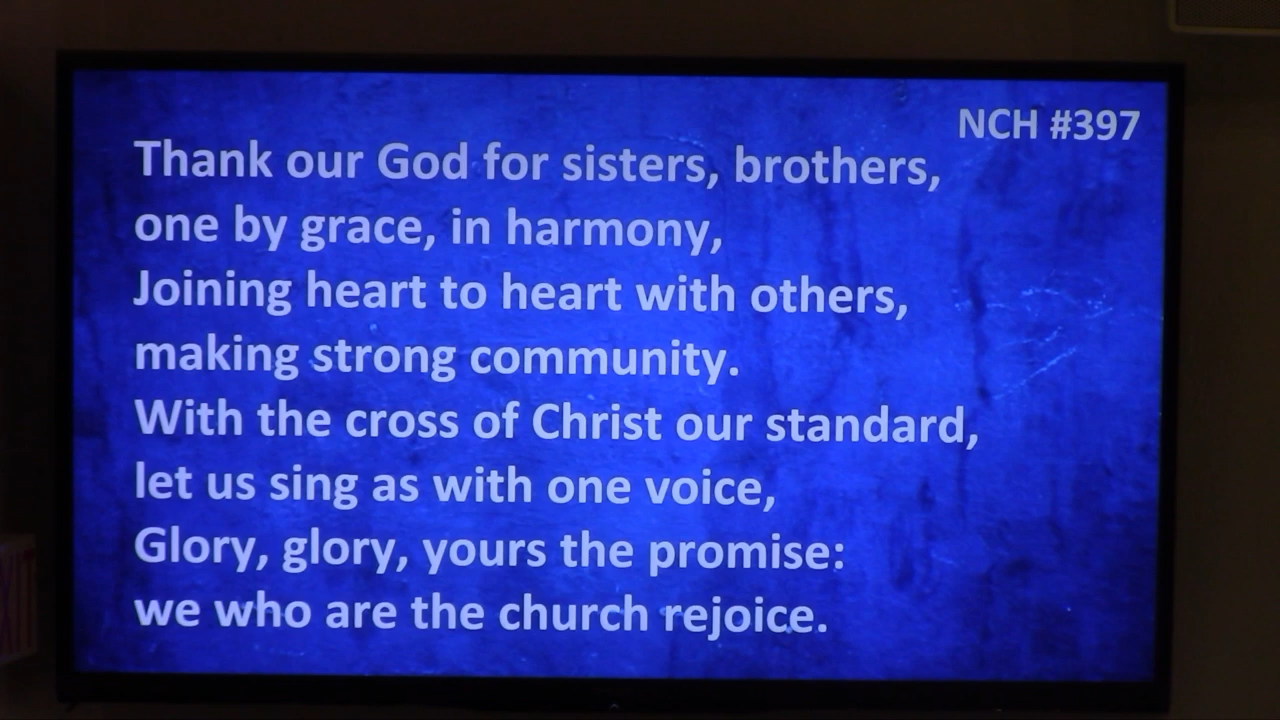 NCH #397
Thank our God for sisters, brothers,
one by grace, in harmony,
Joining heart to heart with others,
making strong community.
With the cross of Christ our standard,
let us sing as with one voice,
Glory, glory, yours the promise:
we who are the church rejoice.